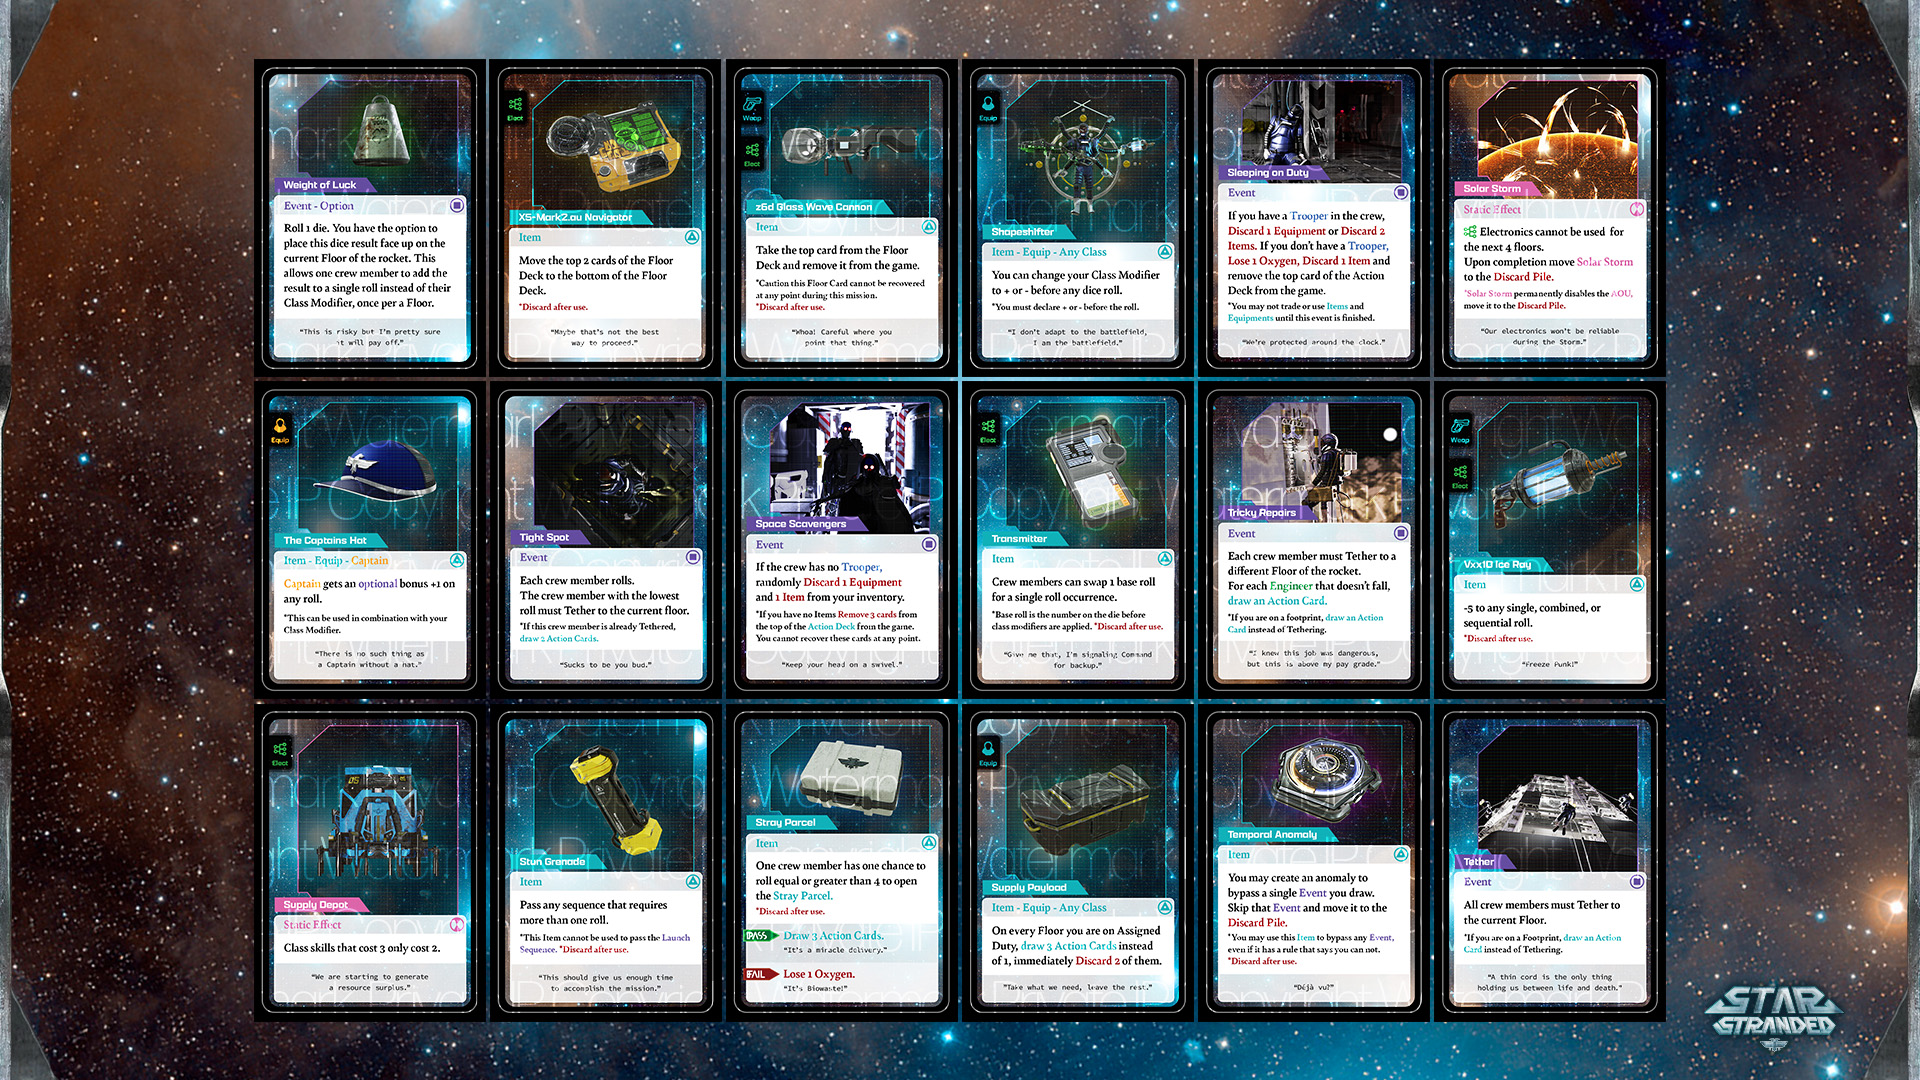 Weight of Luck
Event - Option
Roll 1 die. You have the option to
place this dice result face up on the
current Floor of the rocket. This
allows one crew member to add the
result to a single roll instead of their
Class Modifier, once per a Floor.
"This is risky but I'm pretty sure
it will pay off."
Elect
X5-Mark2.au Navigator
Item
Move the top 2 cards of the Floor
Deck to the bottom of the Floor
Deck.
*Discard after use.
"Maybe that's not the best
way to proceed."
Weap
Elect
z6d Glass Wave Cannon
Item
Take the top card from the Floor
Deck and remove it from the game.
*Caution this Floor Card cannot be recovered
at any point during this mission.
*Discard after use.
"Whoa! Careful where you
point that thing."
Equip
Shapeshifter
Item - Equip - Any Class
You can change your Class Modifier
to + or - before any dice roll.
*You must declare + or - before the roll.
"I don't adapt to the battlefield,
I am the battlefield."
Sleeping on Duty
Event
If you have a Trooper in the crew,
Discard 1 Equipment or Discard 2
Items. If you don't have a Trooper,
Lose 1 Oxygen, Discard 1 Item and
remove the top card of the Action
Deck from the game.
*You may not trade or use Items and
Equipments until this event is finished.
"We're protected around the clock."
Solar Storm
Static Effect
Electronics cannot be used for
the next 4 floors.
Upon completion move Solar Storm
to the Discard Pile.
*Solar Storm permanently disables the AOU,
move it to the Discard Pile.
"Our electronics won't be reliable
during the Storm."
Equip
The Captains Hat
Item - Equip - Captain
Captain gets an optional bonus +1 on
any roll.
*This can be used in combination with your
Class Modifier.
"There is no such thing as
a Captain without a hat."
Tight Spot
Event
Each crew member rolls.
The crew member with the lowest
roll must Tether to the current floor.
*If this crew member is already Tethered,
draw 2 Action Cards.
"Sucks to be you bud."
Space Scavengers
Event
If the crew has no Trooper,
randomly Discard 1 Equipment
and 1 Item from your inventory.
*If you have no Items Remove 3 cards from
the top of the Action Deck from the game.
You cannot recover these cards at any point.
"Keep your head on a swivel."
Elect
Transmitter
Item
Crew members can swap 1 base roll
for a single roll occurrence.
*Base roll is the number on the die before
class modifiers are applied. *Discard after use.
"Give me that, I'm signaling Command
for backup."
Tricky Repairs
Event
Each crew member must Tether to a
different Floor of the rocket.
For each Engineer that doesn't fall,
draw an Action Card.
*If you are on a footprint, draw an Action
Card instead of Tethering.
"I knew this job was dangerous,
but this is above my pay grade."
Weap
Elect
Vxx1D Ice Ray
Item
-5 to any single, combined, or
sequential roll.
*Discard after use.
"Freeze Punk!"
Elect
Supply Depot
Static Effect
Class skills that cost 3 only cost 2.
"We are starting to generate
a resource surplus."
Stun Grenade
Item
Pass any sequence that requires
more than one roll.
*This Item cannot be used to pass the Launch
Sequence. *Discard after use.
"This should give us enough time
to accomplish the mission."
Stray Parcel
Item
One crew member has one chance to
roll equal or greater than 4 to open
the Stray Parcel.
*Discard after use.
PASS Draw 3 Action Cards.
"It's a miracle delivery."
FAIL Lose 1 Oxygen.
"It's Biowaste!"
Equip
Supply Payload
Item - Equip - Any Class
On every Floor you are on Assigned
Duty, draw 3 Action Cards instead
of 1, immediately Discard 2 of them.
"Take what we need, leave the rest."
Temporal Anomaly
Item
You may create an anomaly to
bypass a single Event you draw.
Skip that Event and move it to the
Discard Pile.
*You may use this Item to bypass any Event,
even if it has a rule that says you can not.
*Discard after use.
"Déjà vu?"
Tether
Event
All crew members must Tether to
the current Floor.
*If you are on a Footprint, draw an Action
Card instead of Tethering.
"A thin cord is the only thing
holding us between life and death."
STAR
STRANDED